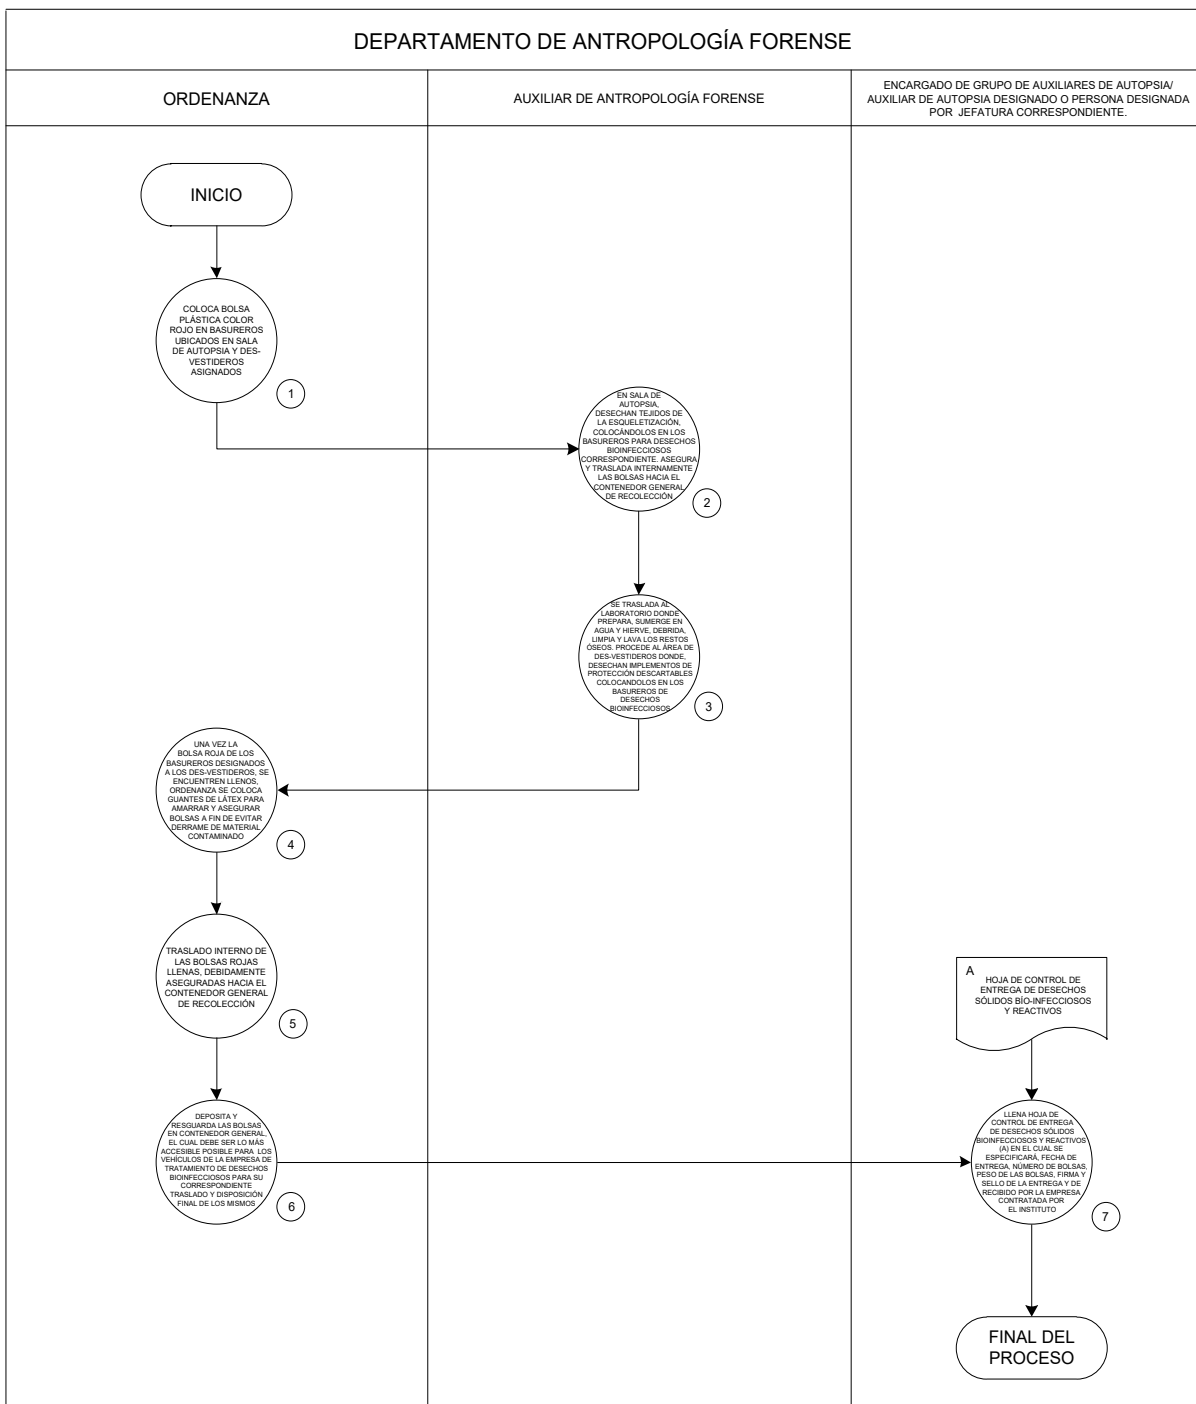 DEPARTAMENTO DE ANTROPOLOGÍA FORENSE
ORDENANZA
AUXILIAR DE ANTROPOLOGÍA FORENSE
ENCARGADO DE GRUPO DE AUXILIARES DE AUTOPSIA/
AUXILIAR DE AUTOPSIA DESIGNADO O PERSONA DESIGNADA
POR JEFATURA CORRESPONDIENTE.
INICIO
COLOCA BOLSA
PLÁSTICA COLOR
ROJO EN BASUREROS
UBICADOS EN SALA
DE AUTOPSIA Y DES-
VESTIDEROS
ASIGNADOS
1
EN SALA DE
AUTOPSIA,
DESECHAN TEJIDOS DE
LA ESQUELETIZACIÓN,
COLOCÁNDOLOS EN LOS
BASUREROS PARA DESECHOS
BIOINFECCIOSOS
CORRESPONDIENTE. ASEGURA
Y TRASLADA INTERNAMENTE
LAS BOLSAS HACIA EL
CONTENEDOR GENERAL
DE RECOLECCIÓN
2
SE TRASLADA AL
LABORATORIO DONDE
PREPARA, SUMERGE EN
AGUA Y HIERVE, DEBRIDA,
LIMPIA Y LAVA LOS RESTOS
ÓSEOS. PROCEDE AL ÁREA DE
DES-VESTIDEROS DONDE,
DESECHAN IMPLEMENTOS DE
PROTECCIÓN DESCARTABLES
COLOCANDOLOS EN LOS
BASUREROS DE
DESECHOS
BIOINFECCIOSOS
3
UNA VEZ LA
BOLSA ROJA DE LOS
BASUREROS DESIGNADOS
A LOS DES-VESTIDEROS, SE
ENCUENTREN LLENOS,
ORDENANZA SE COLOCA
GUANTES DE LÁTEX PARA
AMARRAR Y ASEGURAR
BOLSAS A FIN DE EVITAR
DERRAME DE MATERIAL
CONTAMINADO
4
TRASLADO INTERNO DE
LAS BOLSAS ROJAS
LLENAS, DEBIDAMENTE
ASEGURADAS HACIA EL
CONTENEDOR GENERAL
DE RECOLECCIÓN
5
A
HOJA DE CONTROL DE
ENTREGA DE DESECHOS
SÓLIDOS BÍO-INFECCIOSOS
Y REACTIVOS
DEPOSITA Y
RESGUARDA LAS BOLSAS
EN CONTENEDOR GENERAL,
EL CUAL DEBE SER LO MÁS
ACCESIBLE POSIBLE PARA LOS
VEHÍCULOS DE LA EMPRESA DE
TRATAMIENTO DE DESECHOS
BIOINFECCIOSOS PARA SU
CORRESPONDIENTE
TRASLADO Y DISPOSICIÓN
FINAL DE LOS MISMOS
6
LLENA HOJA DE
CONTROL DE ENTREGA
DE DESECHOS SÓLIDOS
BIOINFECCIOSOS Y REACTIVOS
(A) EN EL CUAL SE
ESPECIFICARÁ, FECHA DE
ENTREGA, NÚMERO DE BOLSAS,
PESO DE LAS BOLSAS, FIRMA Y
SELLO DE LA ENTREGA Y DE
RECIBIDO POR LA EMPRESA
CONTRATADA POR
EL INSTITUTO
7
FINAL DEL
PROCESO